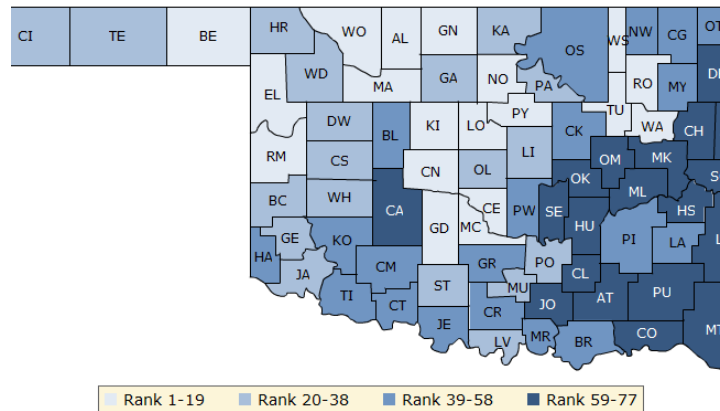 CI TE BE HR WO AL GN KA OS WS NW CG OT
WD MA GA NO PA RO MY
EL DW BL KI LO PY CK TU WA CH
RM CS CN OL LI OM MK
BC WH CA CE PW SE OK ML HS
HA GE KO GD MC HU PI LA
JA CM GR PO CL
TI CT ST MU JO AT PU
JE CR LV MR BR CO MT
Rank 1-19 Rank 20-38 Rank 39-58 Rank 59-77